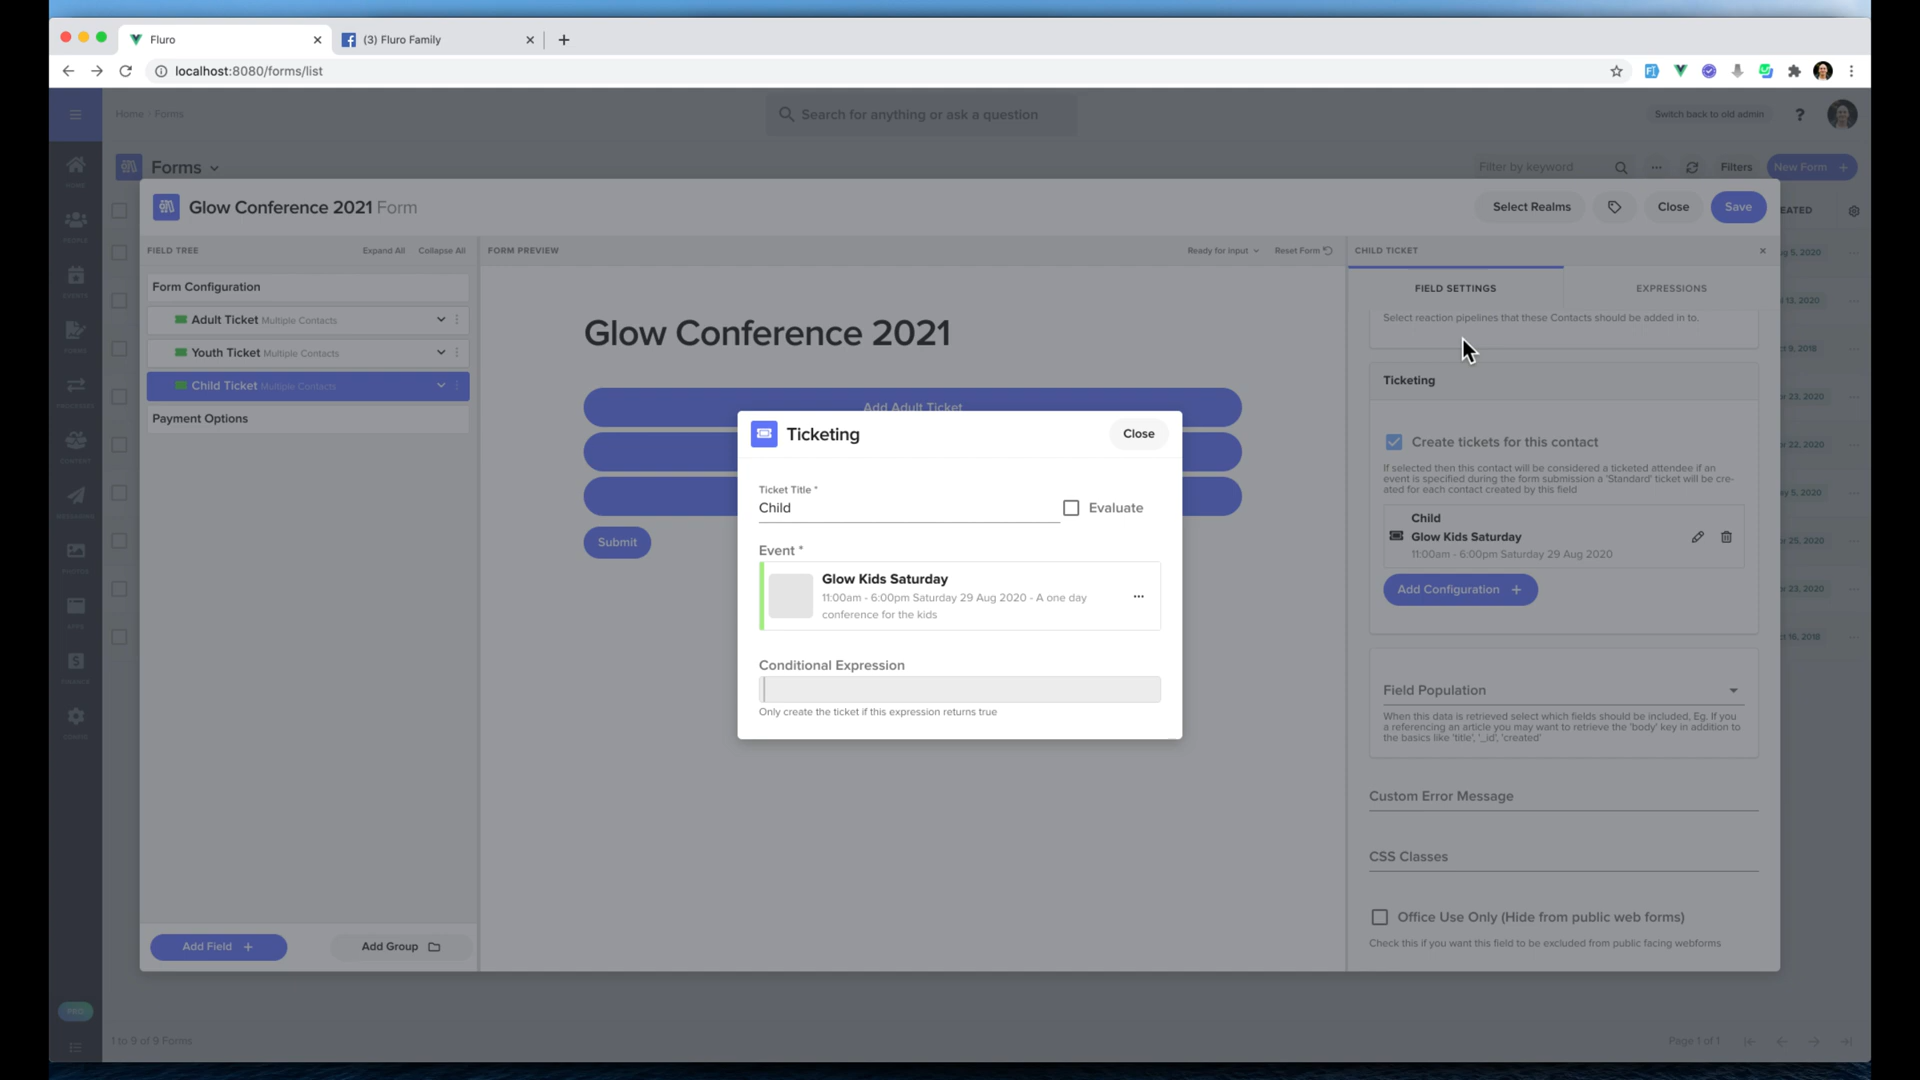 Fluro
(3) Fluro Family
localhost:8080/forms/list
Home / Forms
Search for anything or ask a question
Switch back to old admin
?
HOME
Forms
Filter by keyword
...
Filters
New Form +
Glow Conference 2021 Form
Select Realms
Close
Save
FIELD TREE
Expand All
Collapse All
FORM PREVIEW
Ready for input
Reset Form
CHILD TICKET
Form Configuration
Adult Ticket Multiple Contacts
Youth Ticket Multiple Contacts
Child Ticket Multiple Contacts
Payment Options
Add Field +
Add Group
Glow Conference 2021
Add Adult Ticket
Submit
Ticketing
Close
Ticket Title *
Child
Evaluate
Event *
Glow Kids Saturday
11:00am - 6:00pm Saturday 29 Aug 2020 - A one day
conference for the kids
...
Conditional Expression
Only create the ticket if this expression returns true
FIELD SETTINGS
EXPRESSIONS
Select reaction pipelines that these Contacts should be added in to.
Ticketing
Create tickets for this contact
If selected then this contact will be considered a ticketed attendee if an
event is specified during the form submission a 'Standard' ticket will be cre-
ated for each contact created by this field
Child
Glow Kids Saturday
11:00am - 6:00pm Saturday 29 Aug 2020
Add Configuration +
Field Population
When this data is retrieved select which fields should be included, Eg. If you
a referencing an article you may want to retrieve the 'body' key in addition to
the basics like 'title', '_id', 'created'
Custom Error Message
CSS Classes
Office Use Only (Hide from public web forms)
Check this if you want this field to be excluded from public facing webforms
1 to 9 of 9 Forms
Page 1 of 1